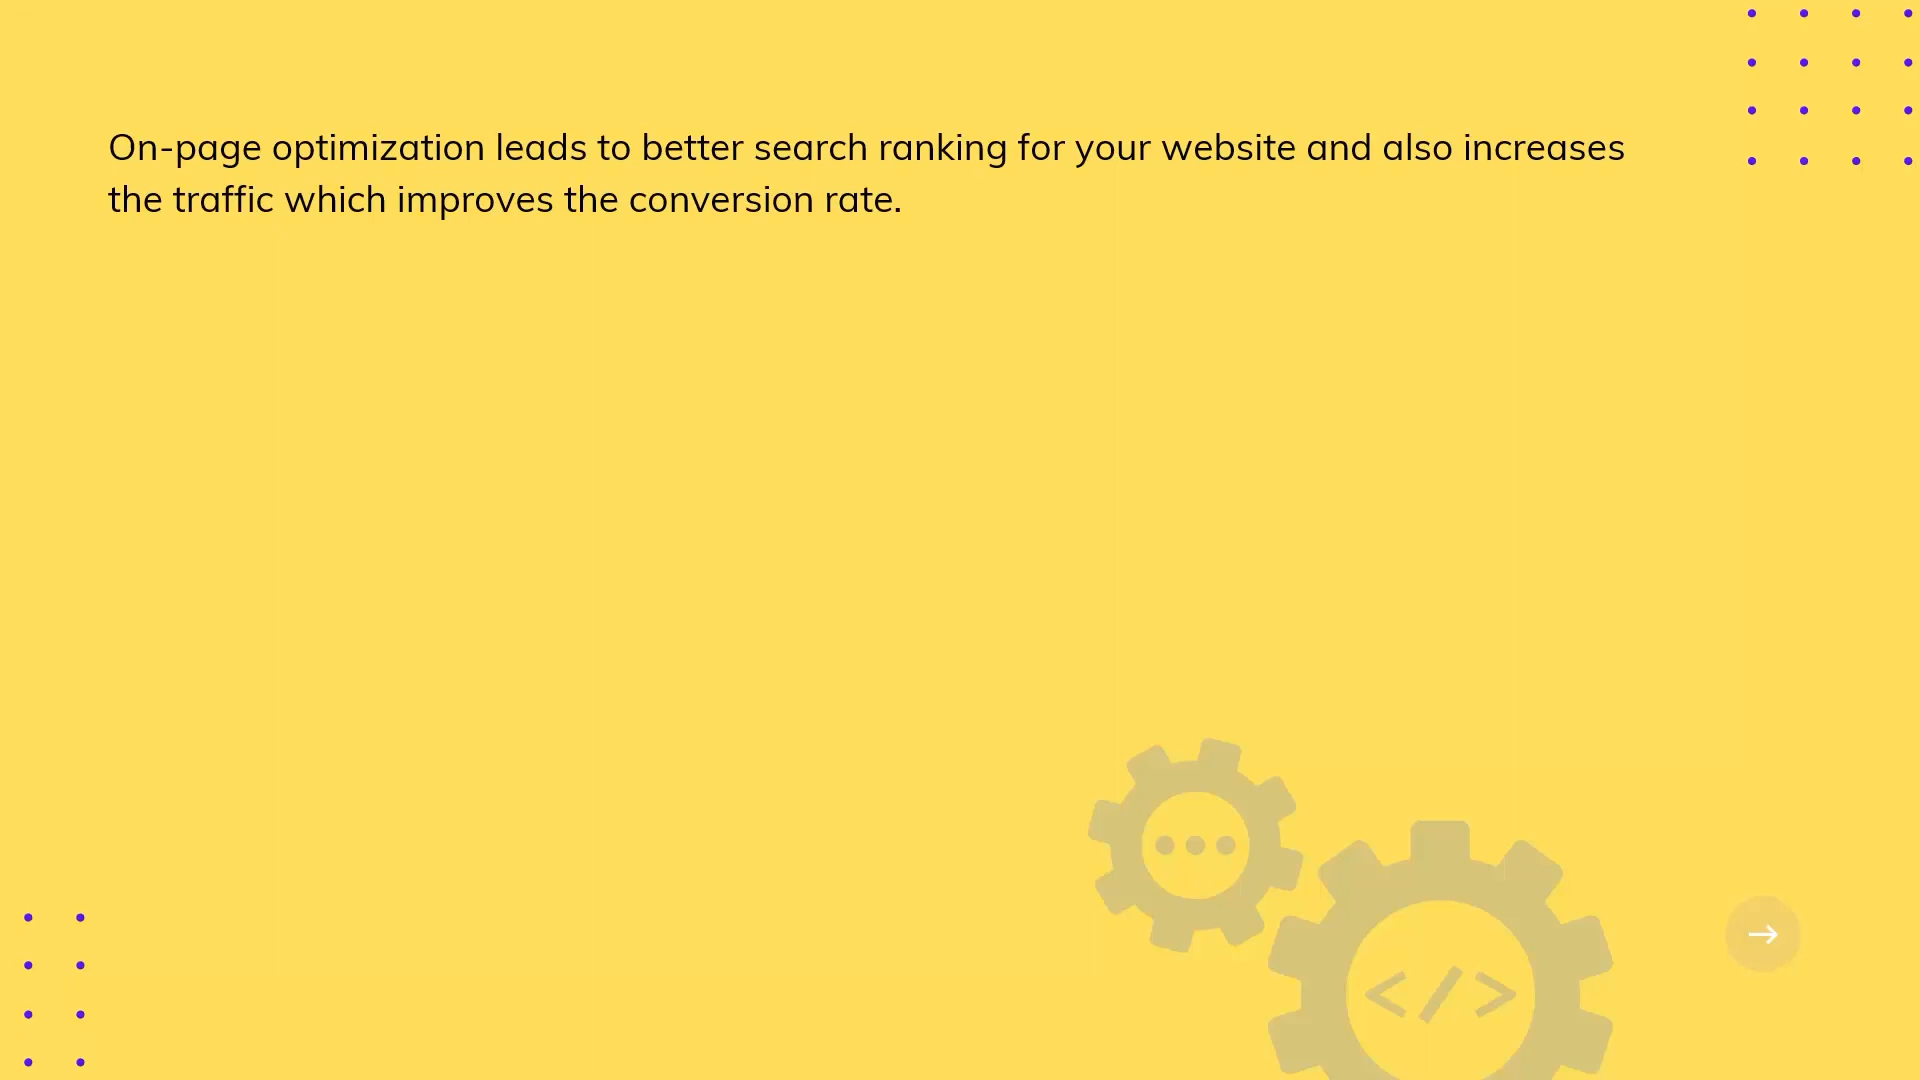 On-page optimization leads to better search ranking for your website and also increases
the traffic which improves the conversion rate.